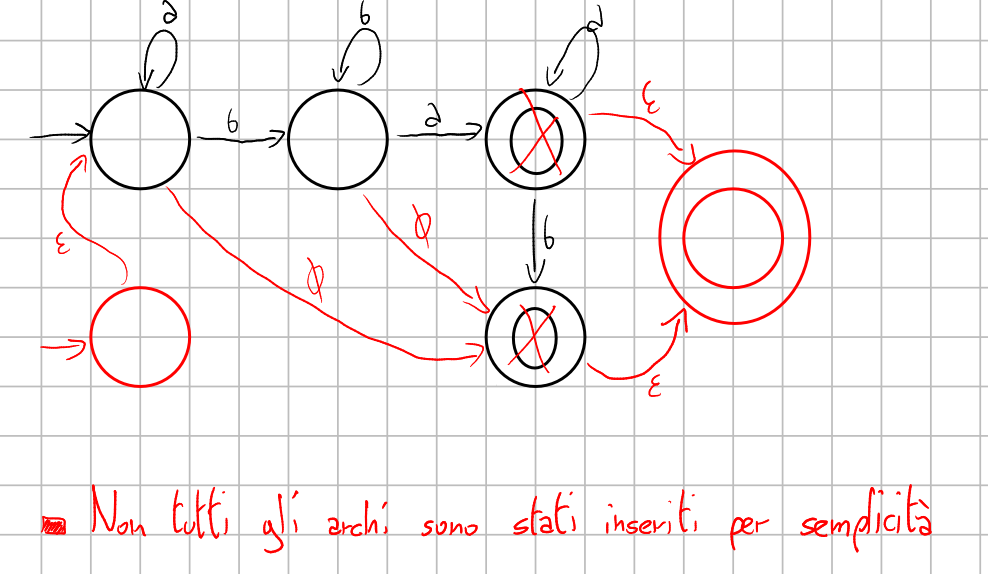 a
b
a
b
a
ε
b
ε
ϕ
ϕ
ε
Non tutti gli archi sono stati inseriti per semplicità